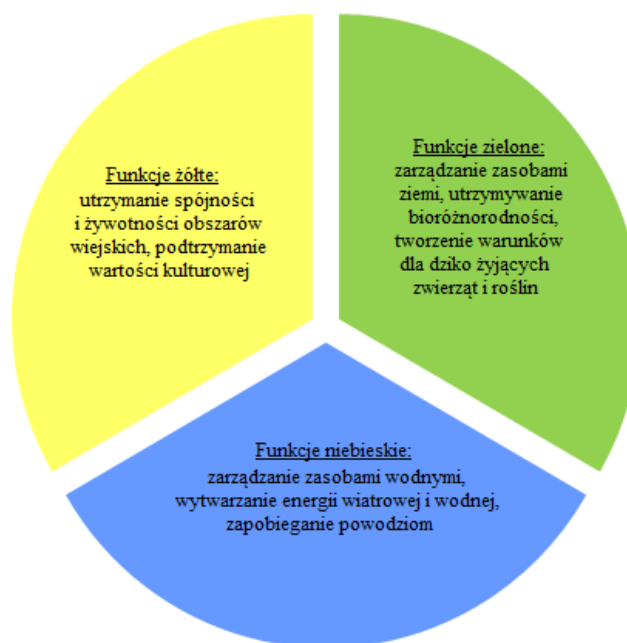 Funkcje żółte:
utrzymanie spójności
i żywotności obszarów
wiejskich, podtrzymanie
wartości kulturowej
Funkcje zielone:
zarządzanie zasobami
ziemi, utrzymywanie
bioróżnorodności,
tworzenie warunków
dla dziko żyjących
zwierząt i roślin
Funkcje niebieskie:
zarządzanie zasobami wodnymi,
wytwarzanie energii wiatrowej i wodnej,
zapobieganie powodziom